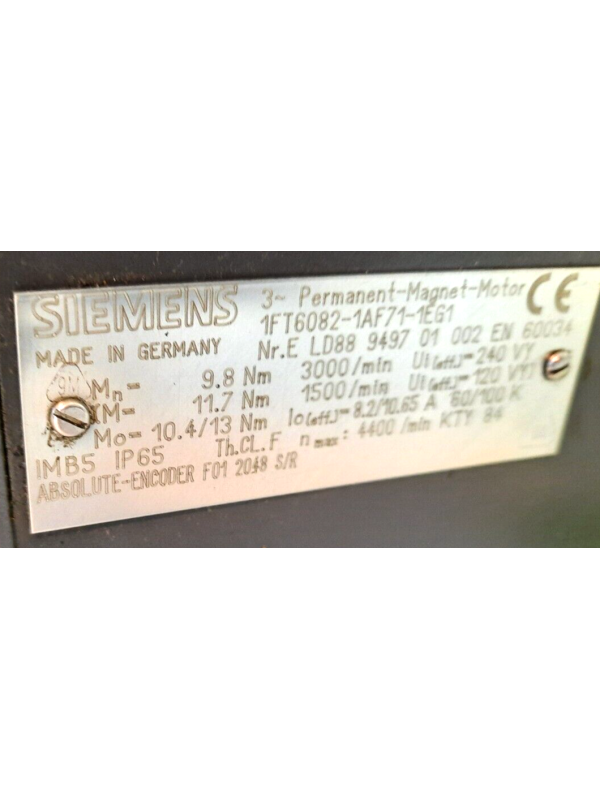 SIEMENS 3~ Permanent-Magnet-Motor CE
1FT6082-1AF71-1EG1
MADE IN GERMANY Nr.E LD88 9497 01 002 EN 60034
Mn= 9.8 Nm 3000/min Ui(eff.)= 240 VY
M= 11.7 Nm 1500/min Ui(eff.)= 120 VY
Mo= 10.4/13 Nm Io(eff.)= 8.2/10.65 A 60/100 K
IMB5 IP65 Th.CL.F nmax: 4400 /min KTY 84
ABSOLUTE-ENCODER F01 2048 S/R